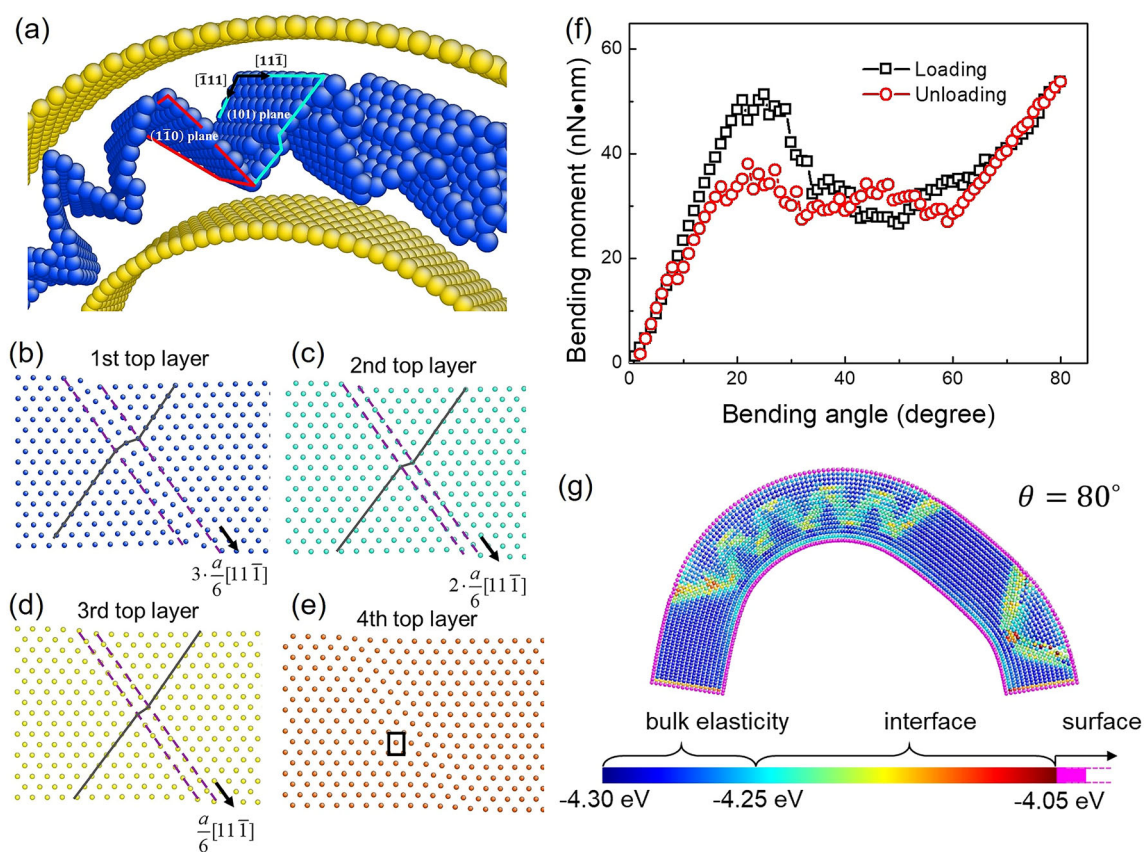 (a)
[1̅11]
[111̅]
(101) plane
(11̅0) plane
(b)
1st top layer
3·a/6[111̅]
(c)
2nd top layer
2·a/6[111̅]
(d)
3rd top layer
a/6[111̅]
(e)
4th top layer
(f)
Bending moment (nN•nm)
60
40
20
0
Loading
Unloading
0
20
40
60
80
Bending angle (degree)
(g)
θ = 80°
bulk elasticity
interface
surface
-4.30 eV
-4.25 eV
-4.05 eV